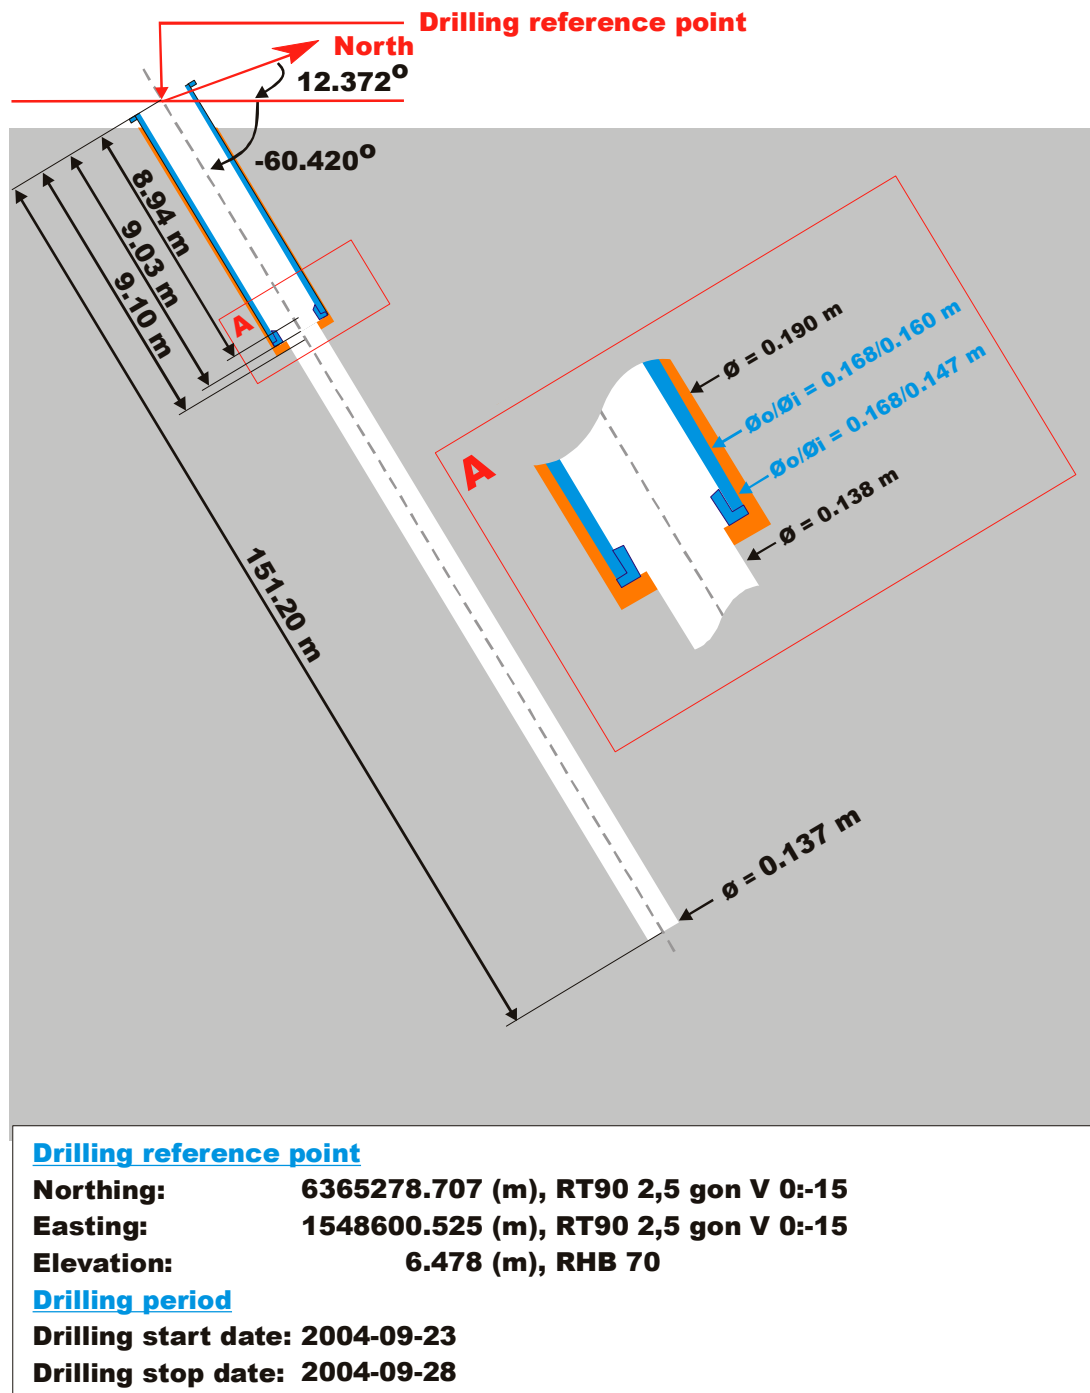 Drilling reference point
North
12.372°
-60.420°
8.94 m
9.03 m
9.10 m
151.20 m
A
A
Ø = 0.190 m
Øo/Øi = 0.168/0.160 m
Øo/Øi = 0.168/0.147 m
Ø = 0.138 m
Ø = 0.137 m
Drilling reference point
Northing: 6365278.707 (m), RT90 2,5 gon V 0:-15
Easting: 1548600.525 (m), RT90 2,5 gon V 0:-15
Elevation: 6.478 (m), RHB 70
Drilling period
Drilling start date: 2004-09-23
Drilling stop date: 2004-09-28